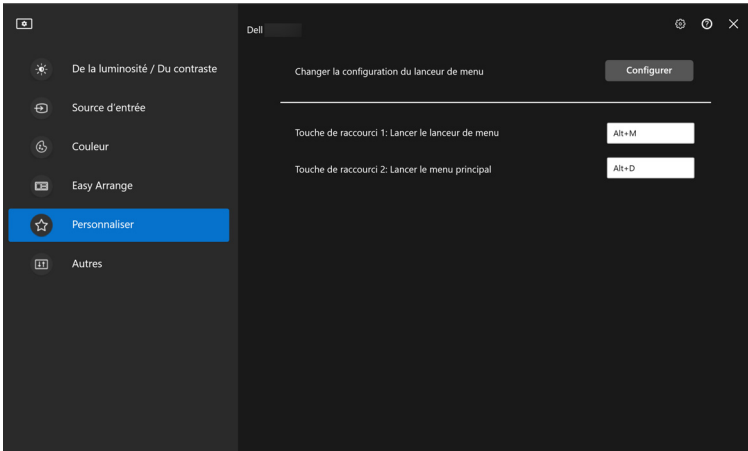 Dell
De la luminosité / Du contraste
Source d'entrée
Couleur
Easy Arrange
Personnaliser
Autres
Changer la configuration du lanceur de menu
Configurer
Touche de raccourci 1: Lancer le lanceur de menu
Alt+M
Touche de raccourci 2: Lancer le menu principal
Alt+D